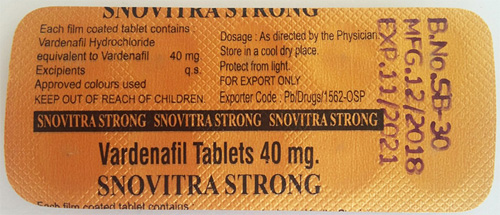 SNOVITRA STRONG
Each film coated tablet contains
Vardenafil Hydrochloride
equivalent to Vardenafil 40 mg
Excipients q.s.
Approved colours used
KEEP OUT OF REACH OF CHILDREN.
Dosage : As directed by the Physician
Store in a cool dry place.
Protect from light.
FOR EXPORT ONLY
Exporter Code : Pb/Drugs/1562-OSP
SNOVITRA STRONG SNOVITRA STRONG SNOVITRA STRONG
Vardenafil Tablets 40 mg.
SNOVITRA STRONG
Each film coated tablet contains
B.No.SB-30
MFG.12/2018
EXP.11/2021